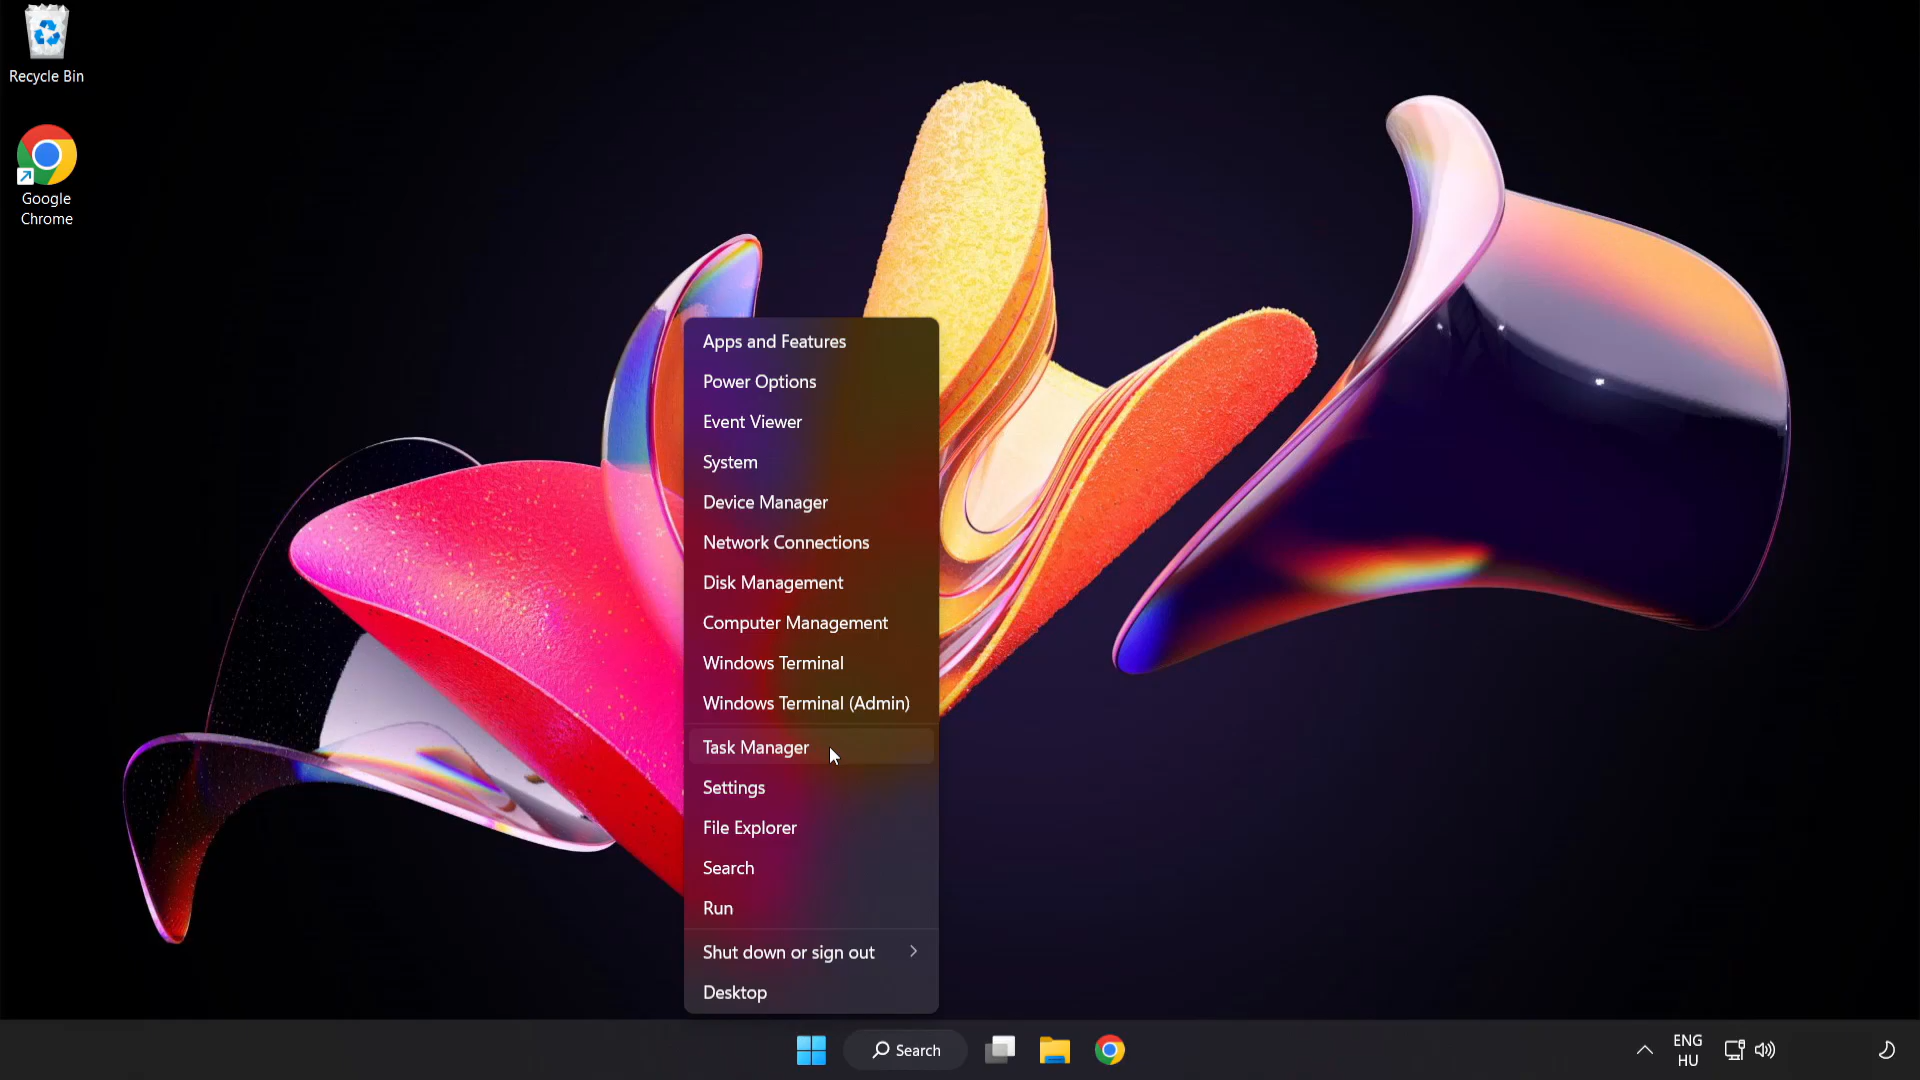 Recycle Bin
Google
Chrome
Apps and Features
Power Options
Event Viewer
System
Device Manager
Network Connections
Disk Management
Computer Management
Windows Terminal
Windows Terminal (Admin)
Task Manager
Settings
File Explorer
Search
Run
Shut down or sign out
Desktop
Search
ENG
HU